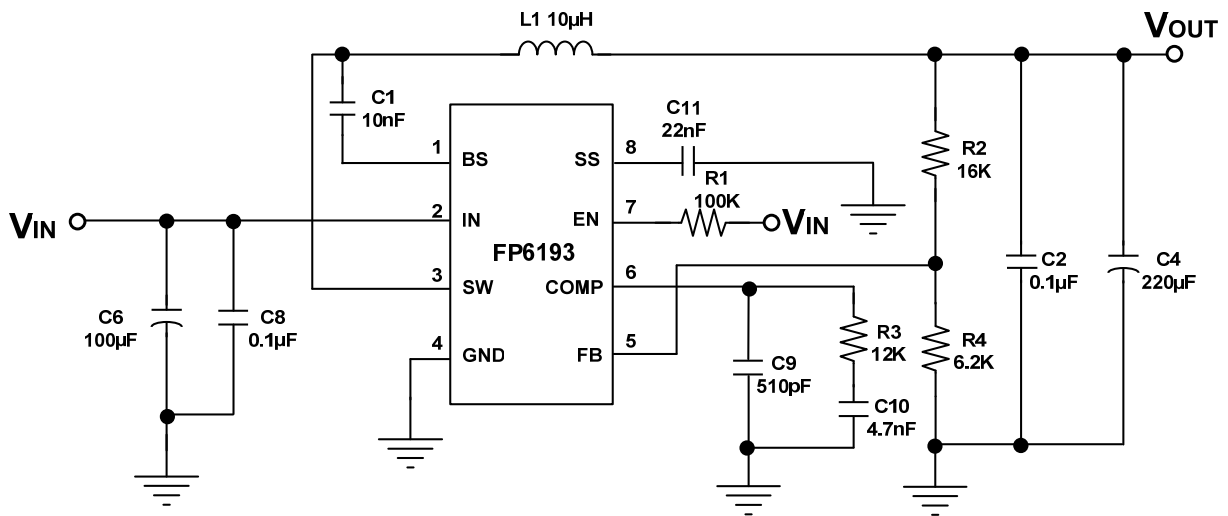 L1 10µH
VOUT
C1
10nF
C11
22nF
1
BS
SS
8
R2
16K
R1
100K
VIN
2
IN
EN
7
VIN
FP6193
3
SW
COMP
6
C2
0.1µF
C4
220µF
C6
100µF
C8
0.1µF
4
GND
FB
5
R3
12K
R4
6.2K
C9
510pF
C10
4.7nF